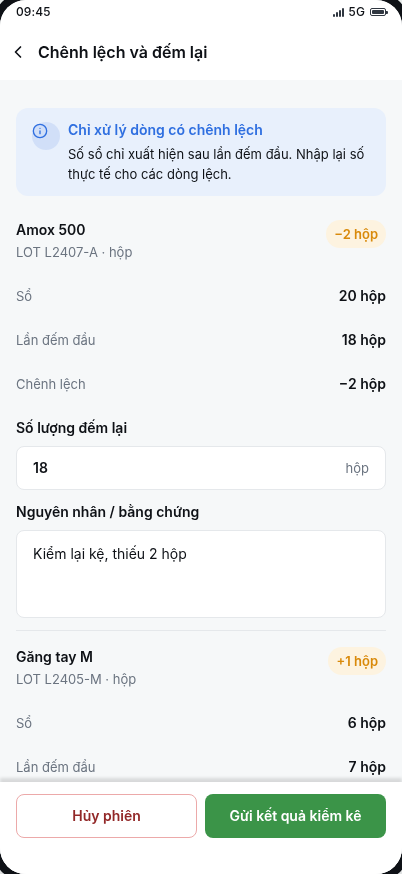 09:45
5G
Chênh lệch và đếm lại
Chỉ xử lý dòng có chênh lệch
Số sổ chỉ xuất hiện sau lần đếm đầu. Nhập lại số
thực tế cho các dòng lệch.
Amox 500
−2 hộp
LOT L2407-A · hộp
Sổ
20 hộp
Lần đếm đầu
18 hộp
Chênh lệch
−2 hộp
Số lượng đếm lại
18
hộp
Nguyên nhân / bằng chứng
Kiểm lại kệ, thiếu 2 hộp
Găng tay M
+1 hộp
LOT L2405-M · hộp
Sổ
6 hộp
Lần đếm đầu
7 hộp
Hủy phiên
Gửi kết quả kiểm kê